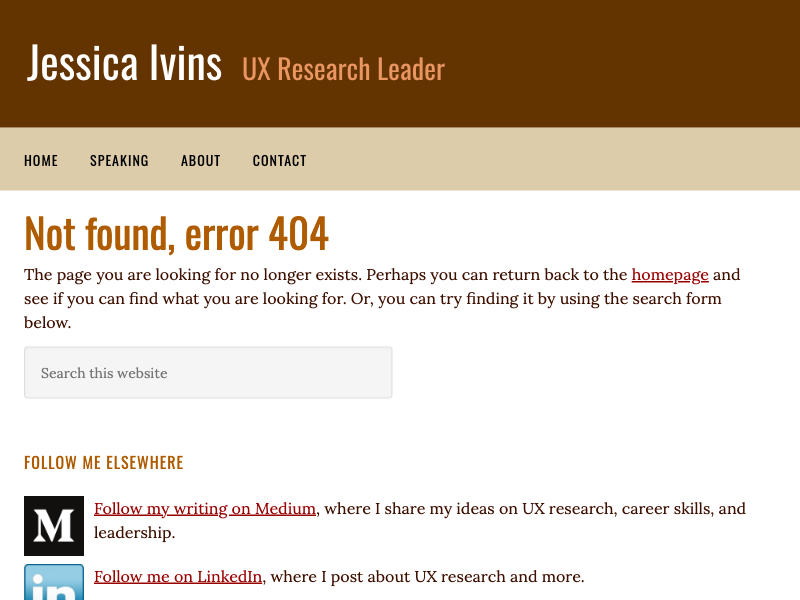 Jessica Ivins UX Research Leader
HOME SPEAKING ABOUT CONTACT
Not found, error 404
The page you are looking for no longer exists. Perhaps you can return back to the homepage and
see if you can find what you are looking for. Or, you can try finding it by using the search form
below.
Search this website
FOLLOW ME ELSEWHERE
M
Follow my writing on Medium, where I share my ideas on UX research, career skills, and
leadership.
in
Follow me on LinkedIn, where I post about UX research and more.